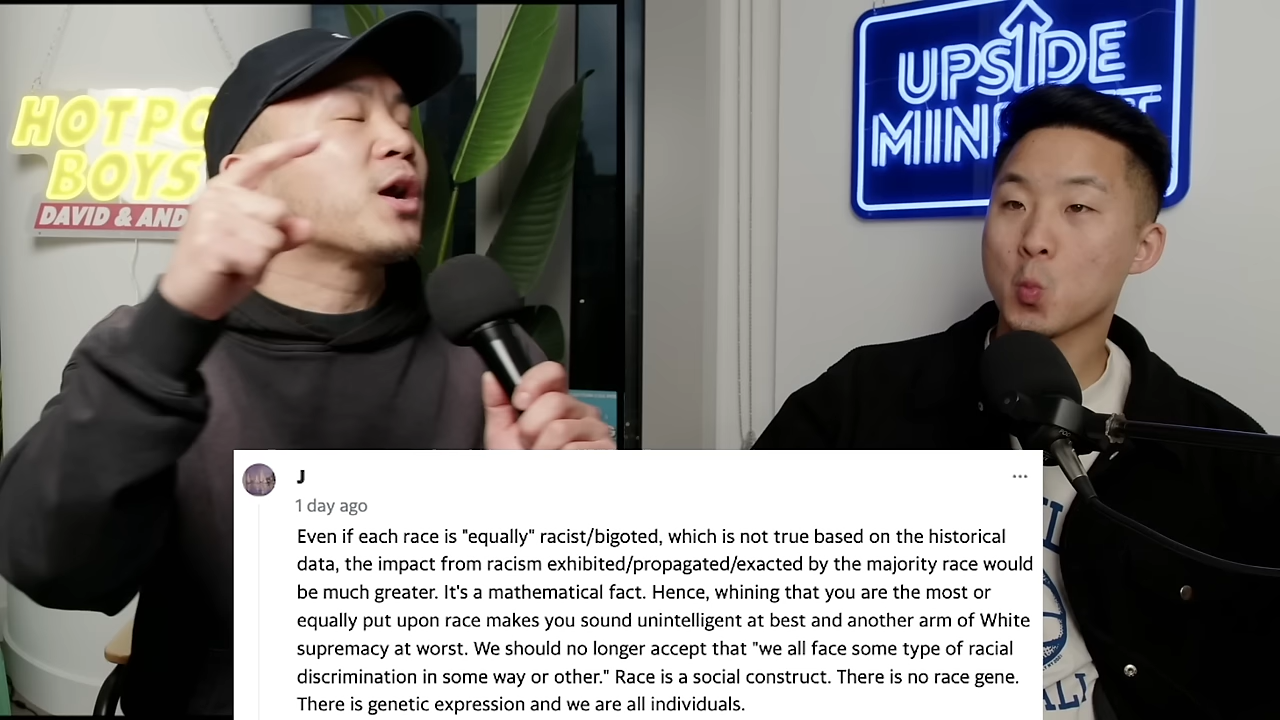 HOTPO
BOYS
DAVID & AND
UPSIDE
J
1 day ago
Even if each race is "equally" racist/bigoted, which is not true based on the historical
data, the impact from racism exhibited/propagated/exacted by the majority race would
be much greater. It's a mathematical fact. Hence, whining that you are the most or
equally put upon race makes you sound unintelligent at best and another arm of White
supremacy at worst. We should no longer accept that "we all face some type of racial
discrimination in some way or other." Race is a social construct. There is no race gene.
There is genetic expression and we are all individuals.